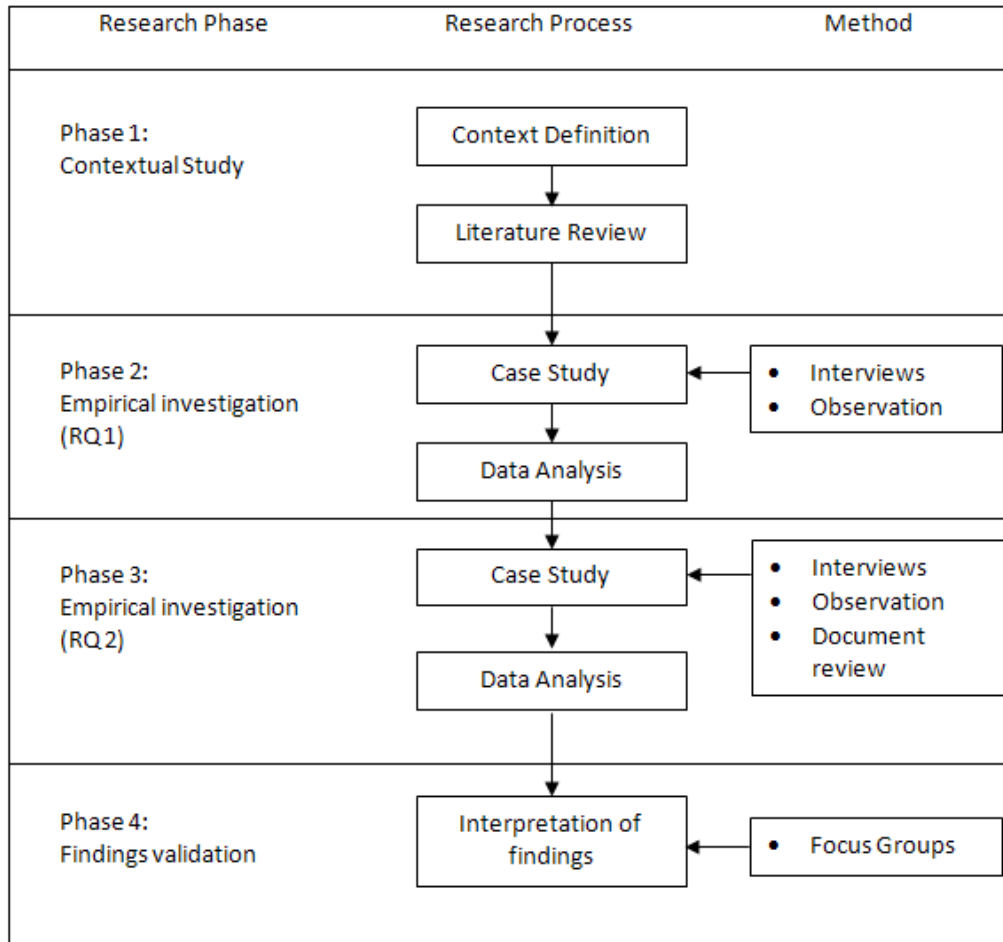 Research Phase
Research Process
Method
Phase 1:
Contextual Study
Context Definition
Literature Review
Phase 2:
Empirical investigation
(RQ1)
Case Study
Data Analysis
• Interviews
• Observation
Phase 3:
Empirical investigation
(RQ2)
Case Study
Data Analysis
• Interviews
• Observation
• Document
review
Phase 4:
Findings validation
Interpretation of
findings
• Focus Groups